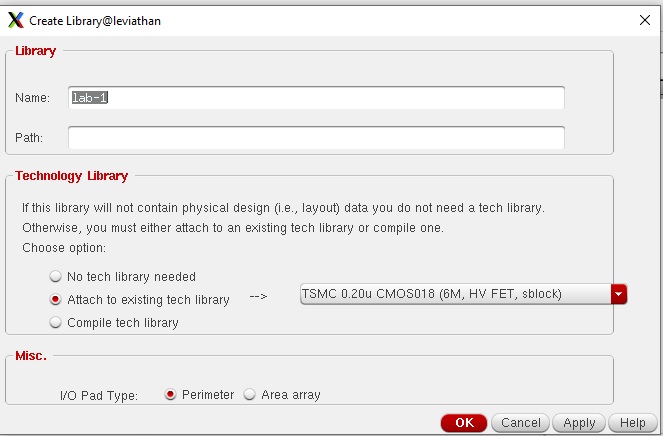 Create Library@leviathan
Library
Name: lab-1
Path:
Technology Library
If this library will not contain physical design (i.e., layout) data you do not need a tech library.
Otherwise, you must either attach to an existing tech library or compile one.
Choose option:
No tech library needed
Attach to existing tech library --> TSMC 0.20u CMOS018 (6M, HV FET, sblock)
Compile tech library
Misc.
I/O Pad Type: Perimeter Area array
OK Cancel Apply Help